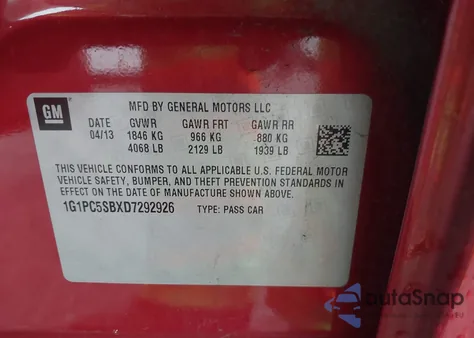 GM
MFD BY GENERAL MOTORS LLC
DATE GVWR GAWR FRT GAWR RR
04/13 1846 KG 966 KG 880 KG
4068 LB 2129 LB 1939 LB
THIS VEHICLE CONFORMS TO ALL APPLICABLE U.S. FEDERAL MOTOR
VEHICLE SAFETY, BUMPER, AND THEFT PREVENTION STANDARDS IN
EFFECT ON THE DATE OF MANUFACTURE SHOWN ABOVE.
1G1PC5SBXD7292926 TYPE: PASS CAR
autoSnap